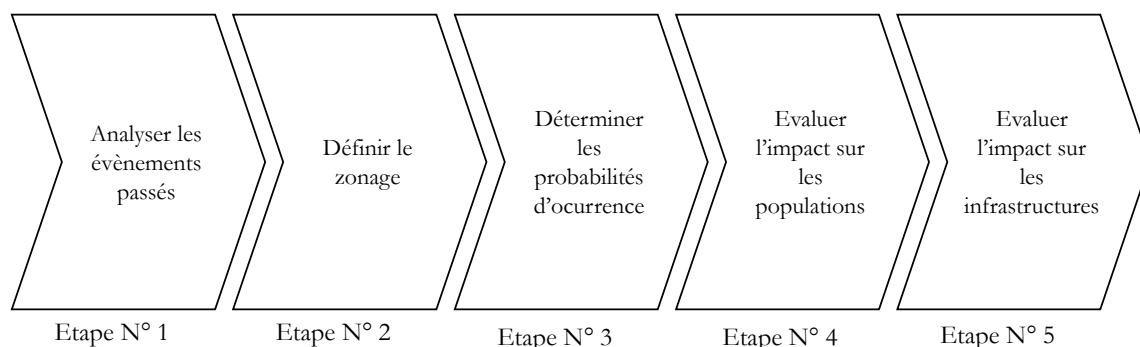 Analyser les
évènements
passés
Définir le
zonage
Déterminer
les
probabilités
d'ocurrence
Evaluer
l'impact sur
les
populations
Evaluer
l'impact sur
les
infrastructures
Etape N° 1
Etape N° 2
Etape N° 3
Etape N° 4
Etape N° 5